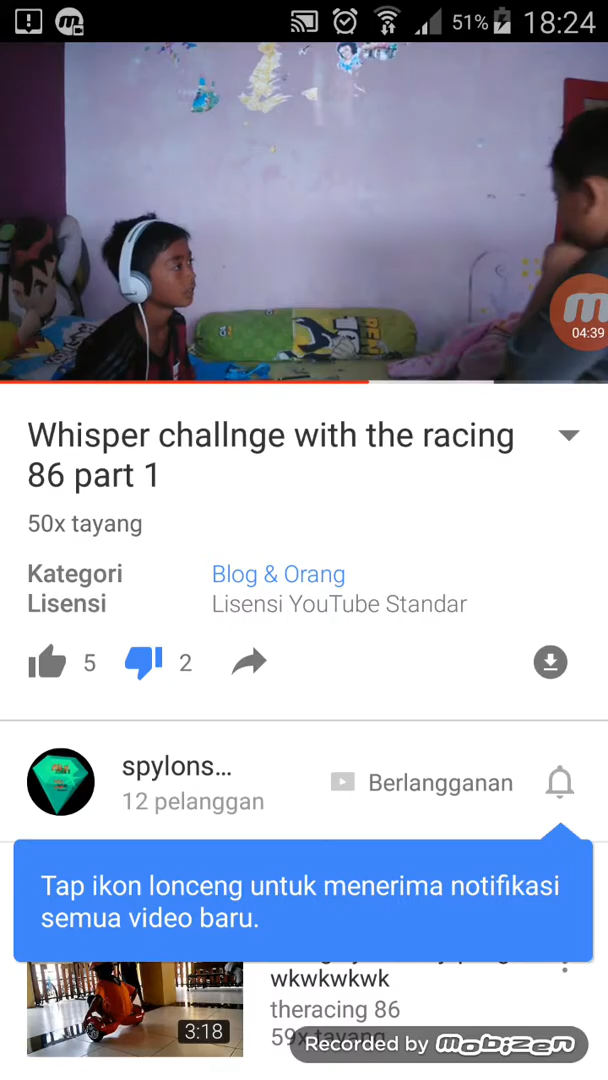 51% 18:24
04:39
Whisper challnge with the racing
86 part 1
50x tayang
Kategori Blog & Orang
Lisensi Lisensi YouTube Standar
5 2
spylons...
12 pelanggan
Berlangganan
Tap ikon lonceng untuk menerima notifikasi
semua video baru.
wkwkwkwk
theracing 86
59x tayang
3:18
Recorded by mobizen